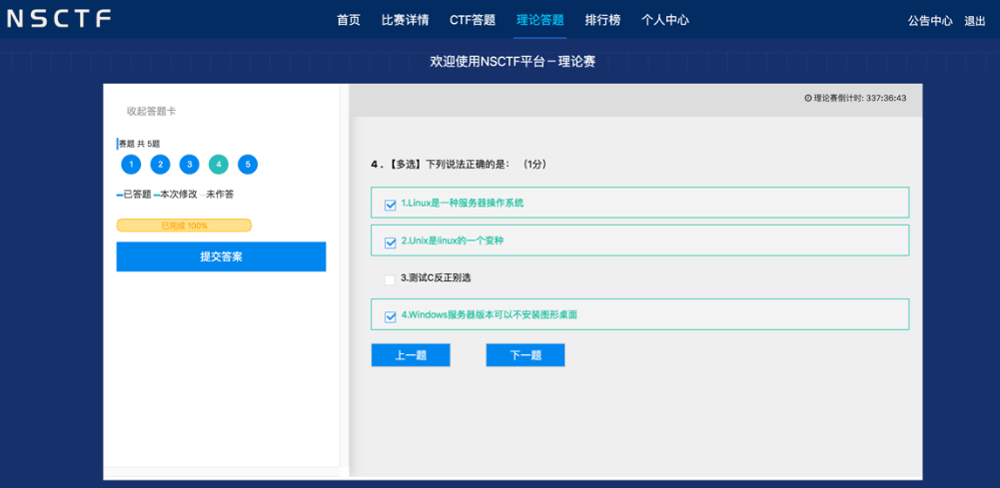 NSCTF
首页 比赛详情 CTF答题 理论答题 排行榜 个人中心 公告中心 退出
欢迎使用NSCTF平台－理论赛
收起答题卡
理论赛倒计时: 337:36:43
赛题 共 5题
1 2 3 4 5
已答题 本次修改 未作答
已完成 100%
提交答案
4．【多选】下列说法正确的是： （1分）
1.Linux是一种服务器操作系统
2.Unix是linux的一个变种
3.测试C反正别选
4.Windows服务器版本可以不安装图形桌面
上一题 下一题